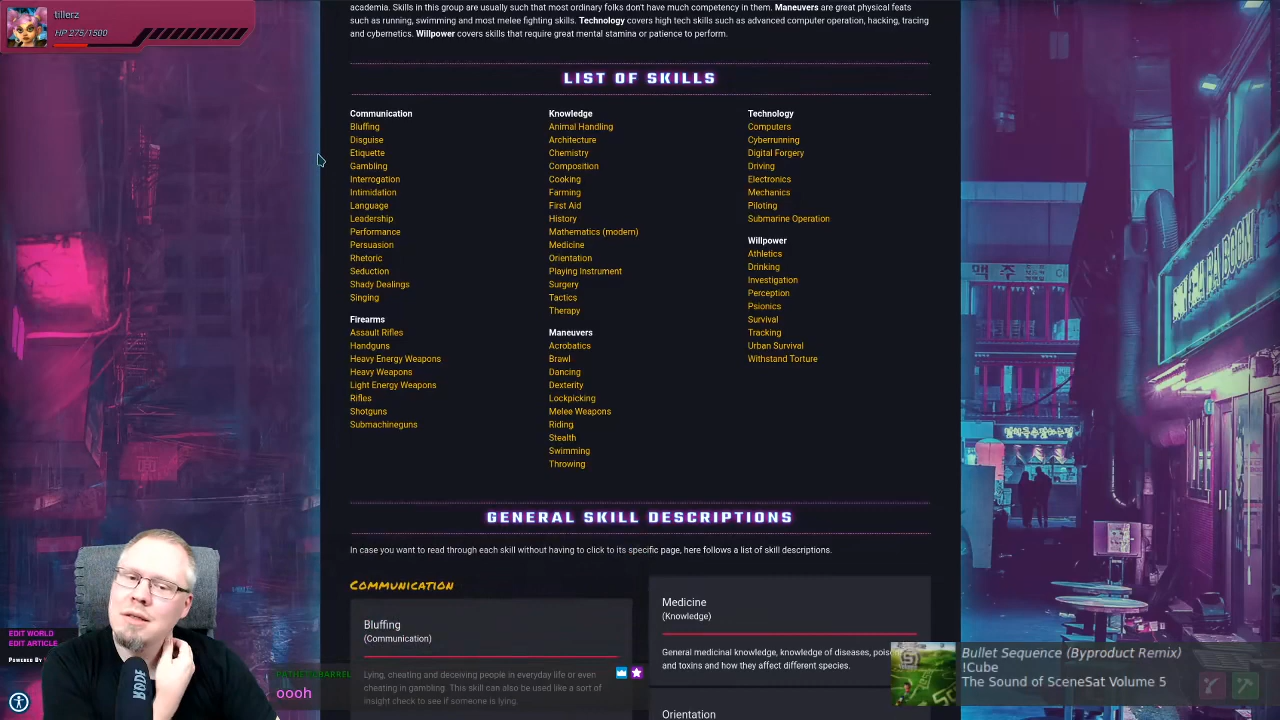 tillerz
HP 275/1500
academia. Skills in this group are usually such that most ordinary folks don't have much competency in them. Maneuvers are great physical feats
such as running, swimming and most melee fighting skills. Technology covers high tech skills such as advanced computer operation, hacking, tracing
and cybernetics. Willpower covers skills that require great mental stamina or patience to perform.
LIST OF SKILLS
Communication
Bluffing
Disguise
Etiquette
Gambling
Interrogation
Intimidation
Language
Leadership
Performance
Persuasion
Rhetoric
Seduction
Shady Dealings
Singing
Firearms
Assault Rifles
Handguns
Heavy Energy Weapons
Heavy Weapons
Light Energy Weapons
Rifles
Shotguns
Submachineguns
Knowledge
Animal Handling
Architecture
Chemistry
Composition
Cooking
Farming
First Aid
History
Mathematics (modern)
Medicine
Orientation
Playing Instrument
Surgery
Tactics
Therapy
Maneuvers
Acrobatics
Brawl
Dancing
Dexterity
Lockpicking
Melee Weapons
Riding
Stealth
Swimming
Throwing
Technology
Computers
Cyberrunning
Digital Forgery
Driving
Electronics
Mechanics
Piloting
Submarine Operation
Willpower
Athletics
Drinking
Investigation
Perception
Psionics
Survival
Tracking
Urban Survival
Withstand Torture
GENERAL SKILL DESCRIPTIONS
In case you want to read through each skill without having to click to its specific page, here follows a list of skill descriptions.
COMMUNICATION
Bluffing
(Communication)
Lying, cheating and deceiving people in everyday life or even
cheating in gambling. This skill can also be used like a sort of
insight check to see if someone is lying.
Medicine
(Knowledge)
General medicinal knowledge, knowledge of diseases,
and toxins and how they affect different species.
Orientation
EDIT WORLD
EDIT ARTICLE
POWERED BY
oooh
RODE
Bullet Sequence (Byproduct Remix)
!Cube
The Sound of SceneSat Volume 5
맥주